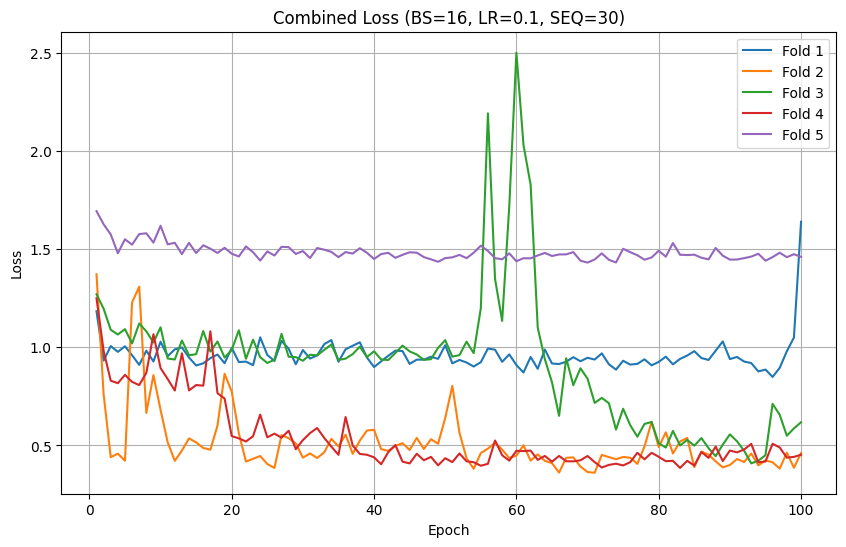 Combined Loss (BS=16, LR=0.1, SEQ=30)
Fold 1
Fold 2
Fold 3
Fold 4
Fold 5
Loss
2.5
2.0
1.5
1.0
0.5
0 20 40 60 80 100
Epoch